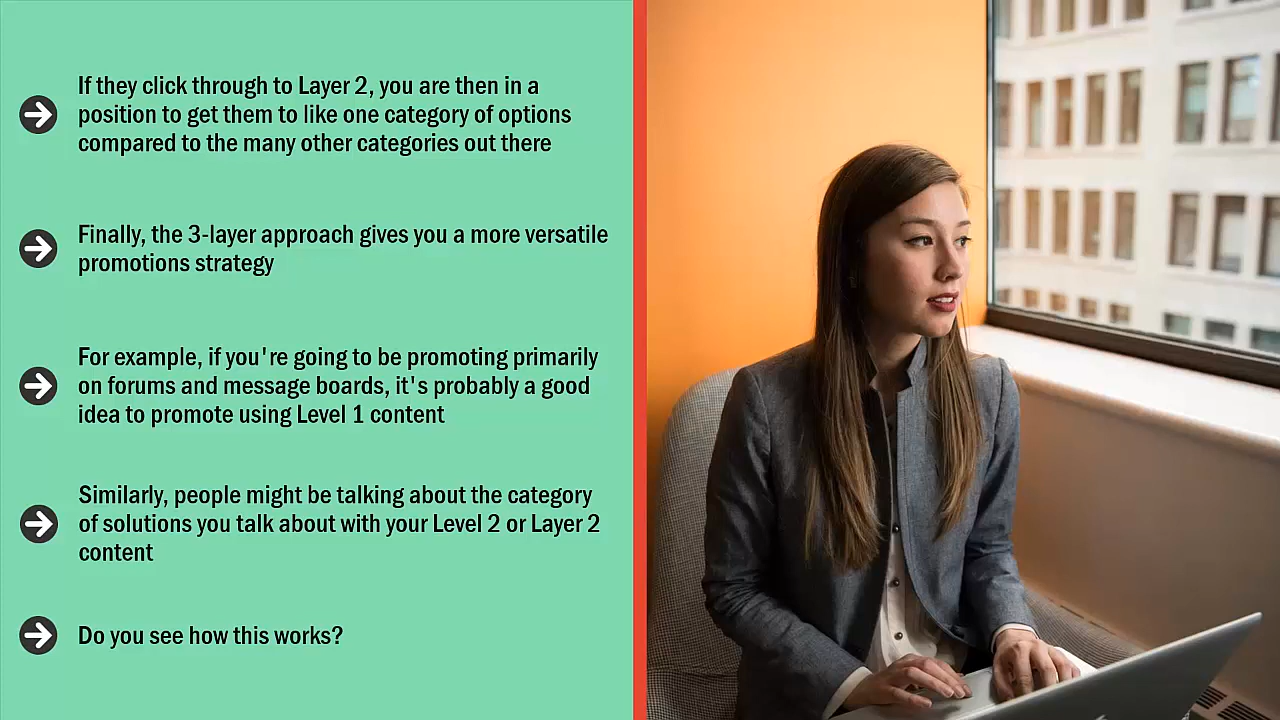 If they click through to Layer 2, you are then in a
position to get them to like one category of options
compared to the many other categories out there
Finally, the 3-layer approach gives you a more versatile
promotions strategy
For example, if you're going to be promoting primarily
on forums and message boards, it's probably a good
idea to promote using Level 1 content
Similarly, people might be talking about the category
of solutions you talk about with your Level 2 or Layer 2
content
Do you see how this works?